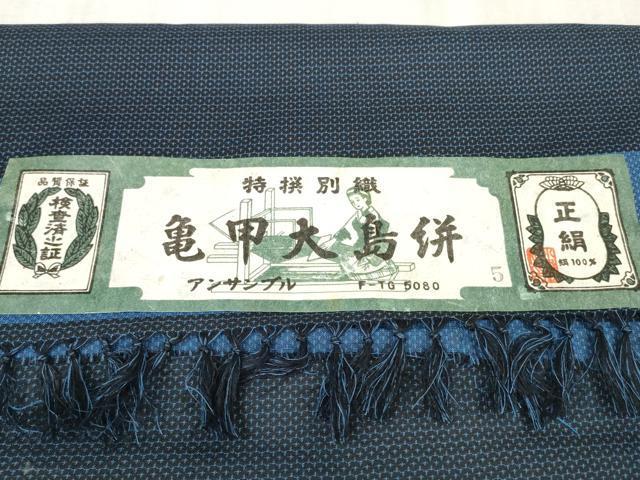 品質保証
検査済之証
特撰別織
亀甲大島絣
アンサンブル F-TG 5080
5
正絹
絹100%